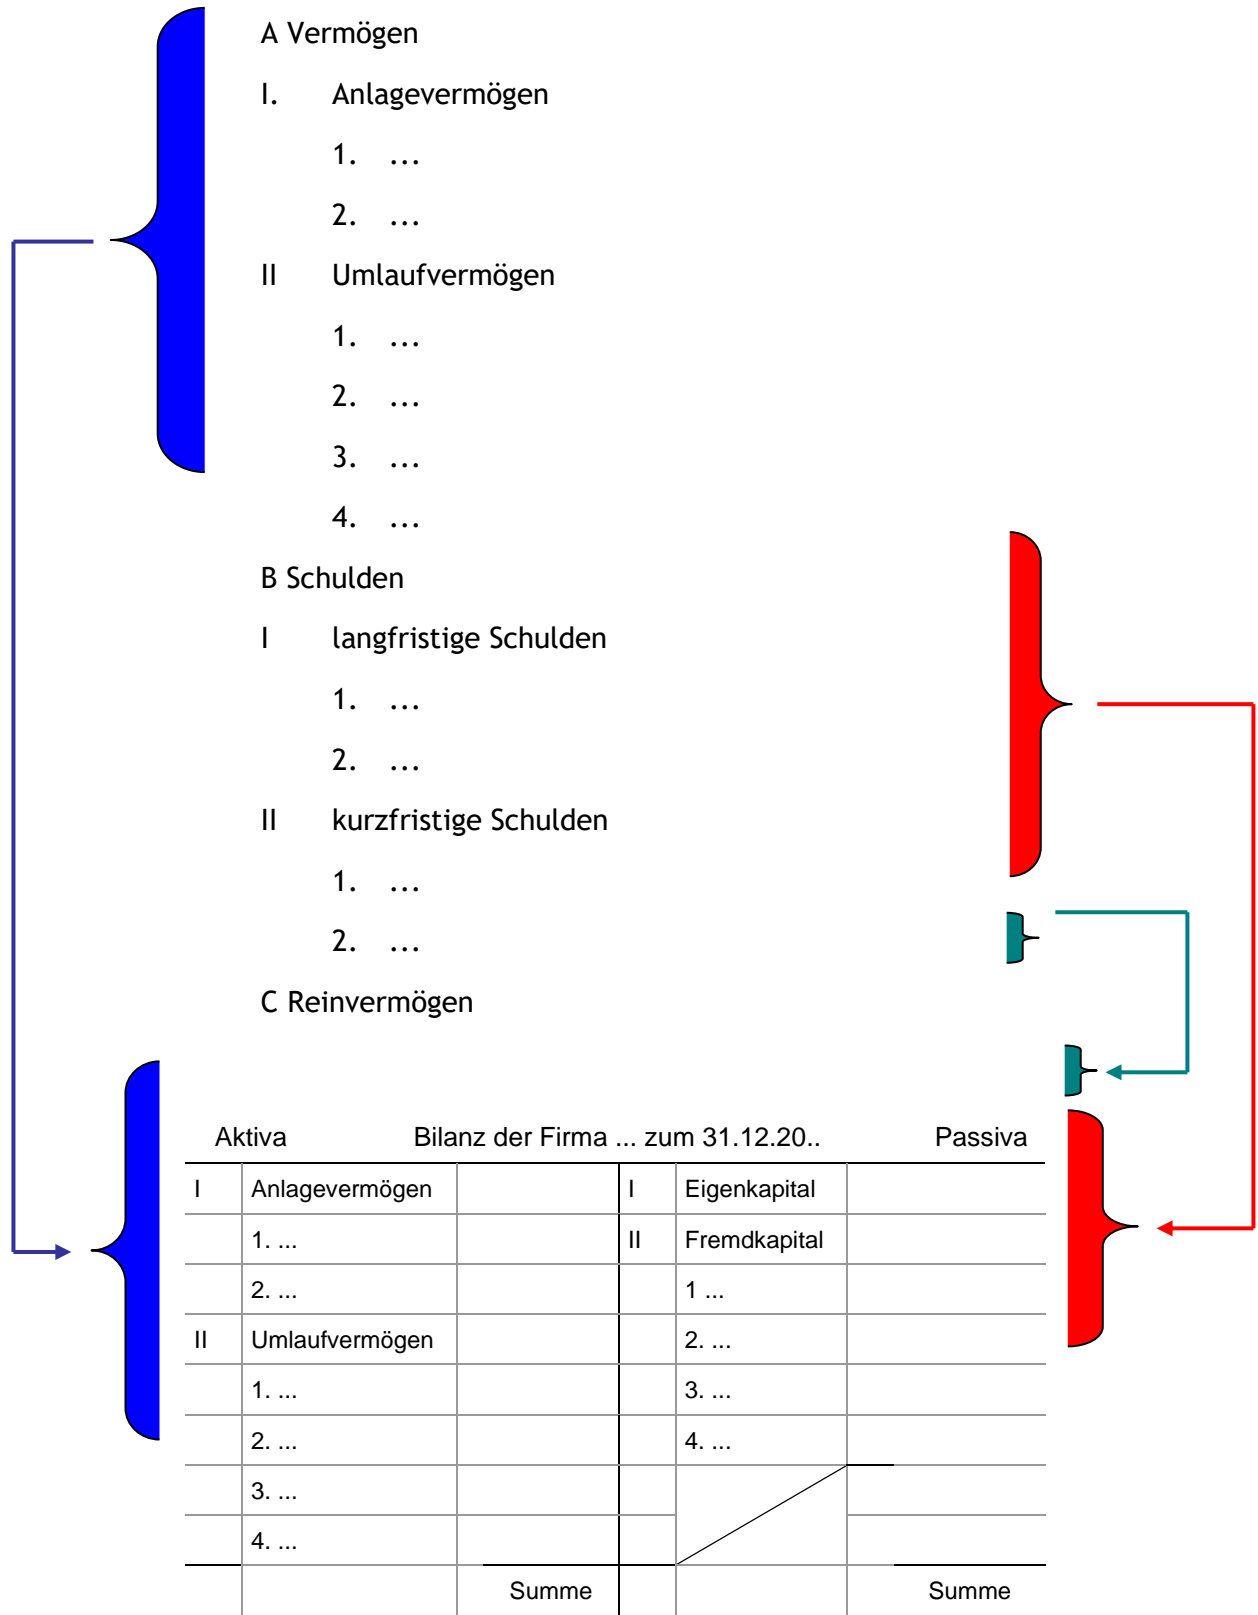 A Vermögen
I. Anlagevermögen
1. ...
2. ...
II Umlaufvermögen
1. ...
2. ...
3. ...
4. ...
B Schulden
I langfristige Schulden
1. ...
2. ...
II kurzfristige Schulden
1. ...
2. ...
C Reinvermögen
Aktiva Bilanz der Firma ... zum 31.12.20.. Passiva
I Anlagevermögen I Eigenkapital
1. ... II Fremdkapital
2. ... 1 ...
II Umlaufvermögen 2. ...
1. ... 3. ...
2. ... 4. ...
3. ...
4. ...
Summe Summe